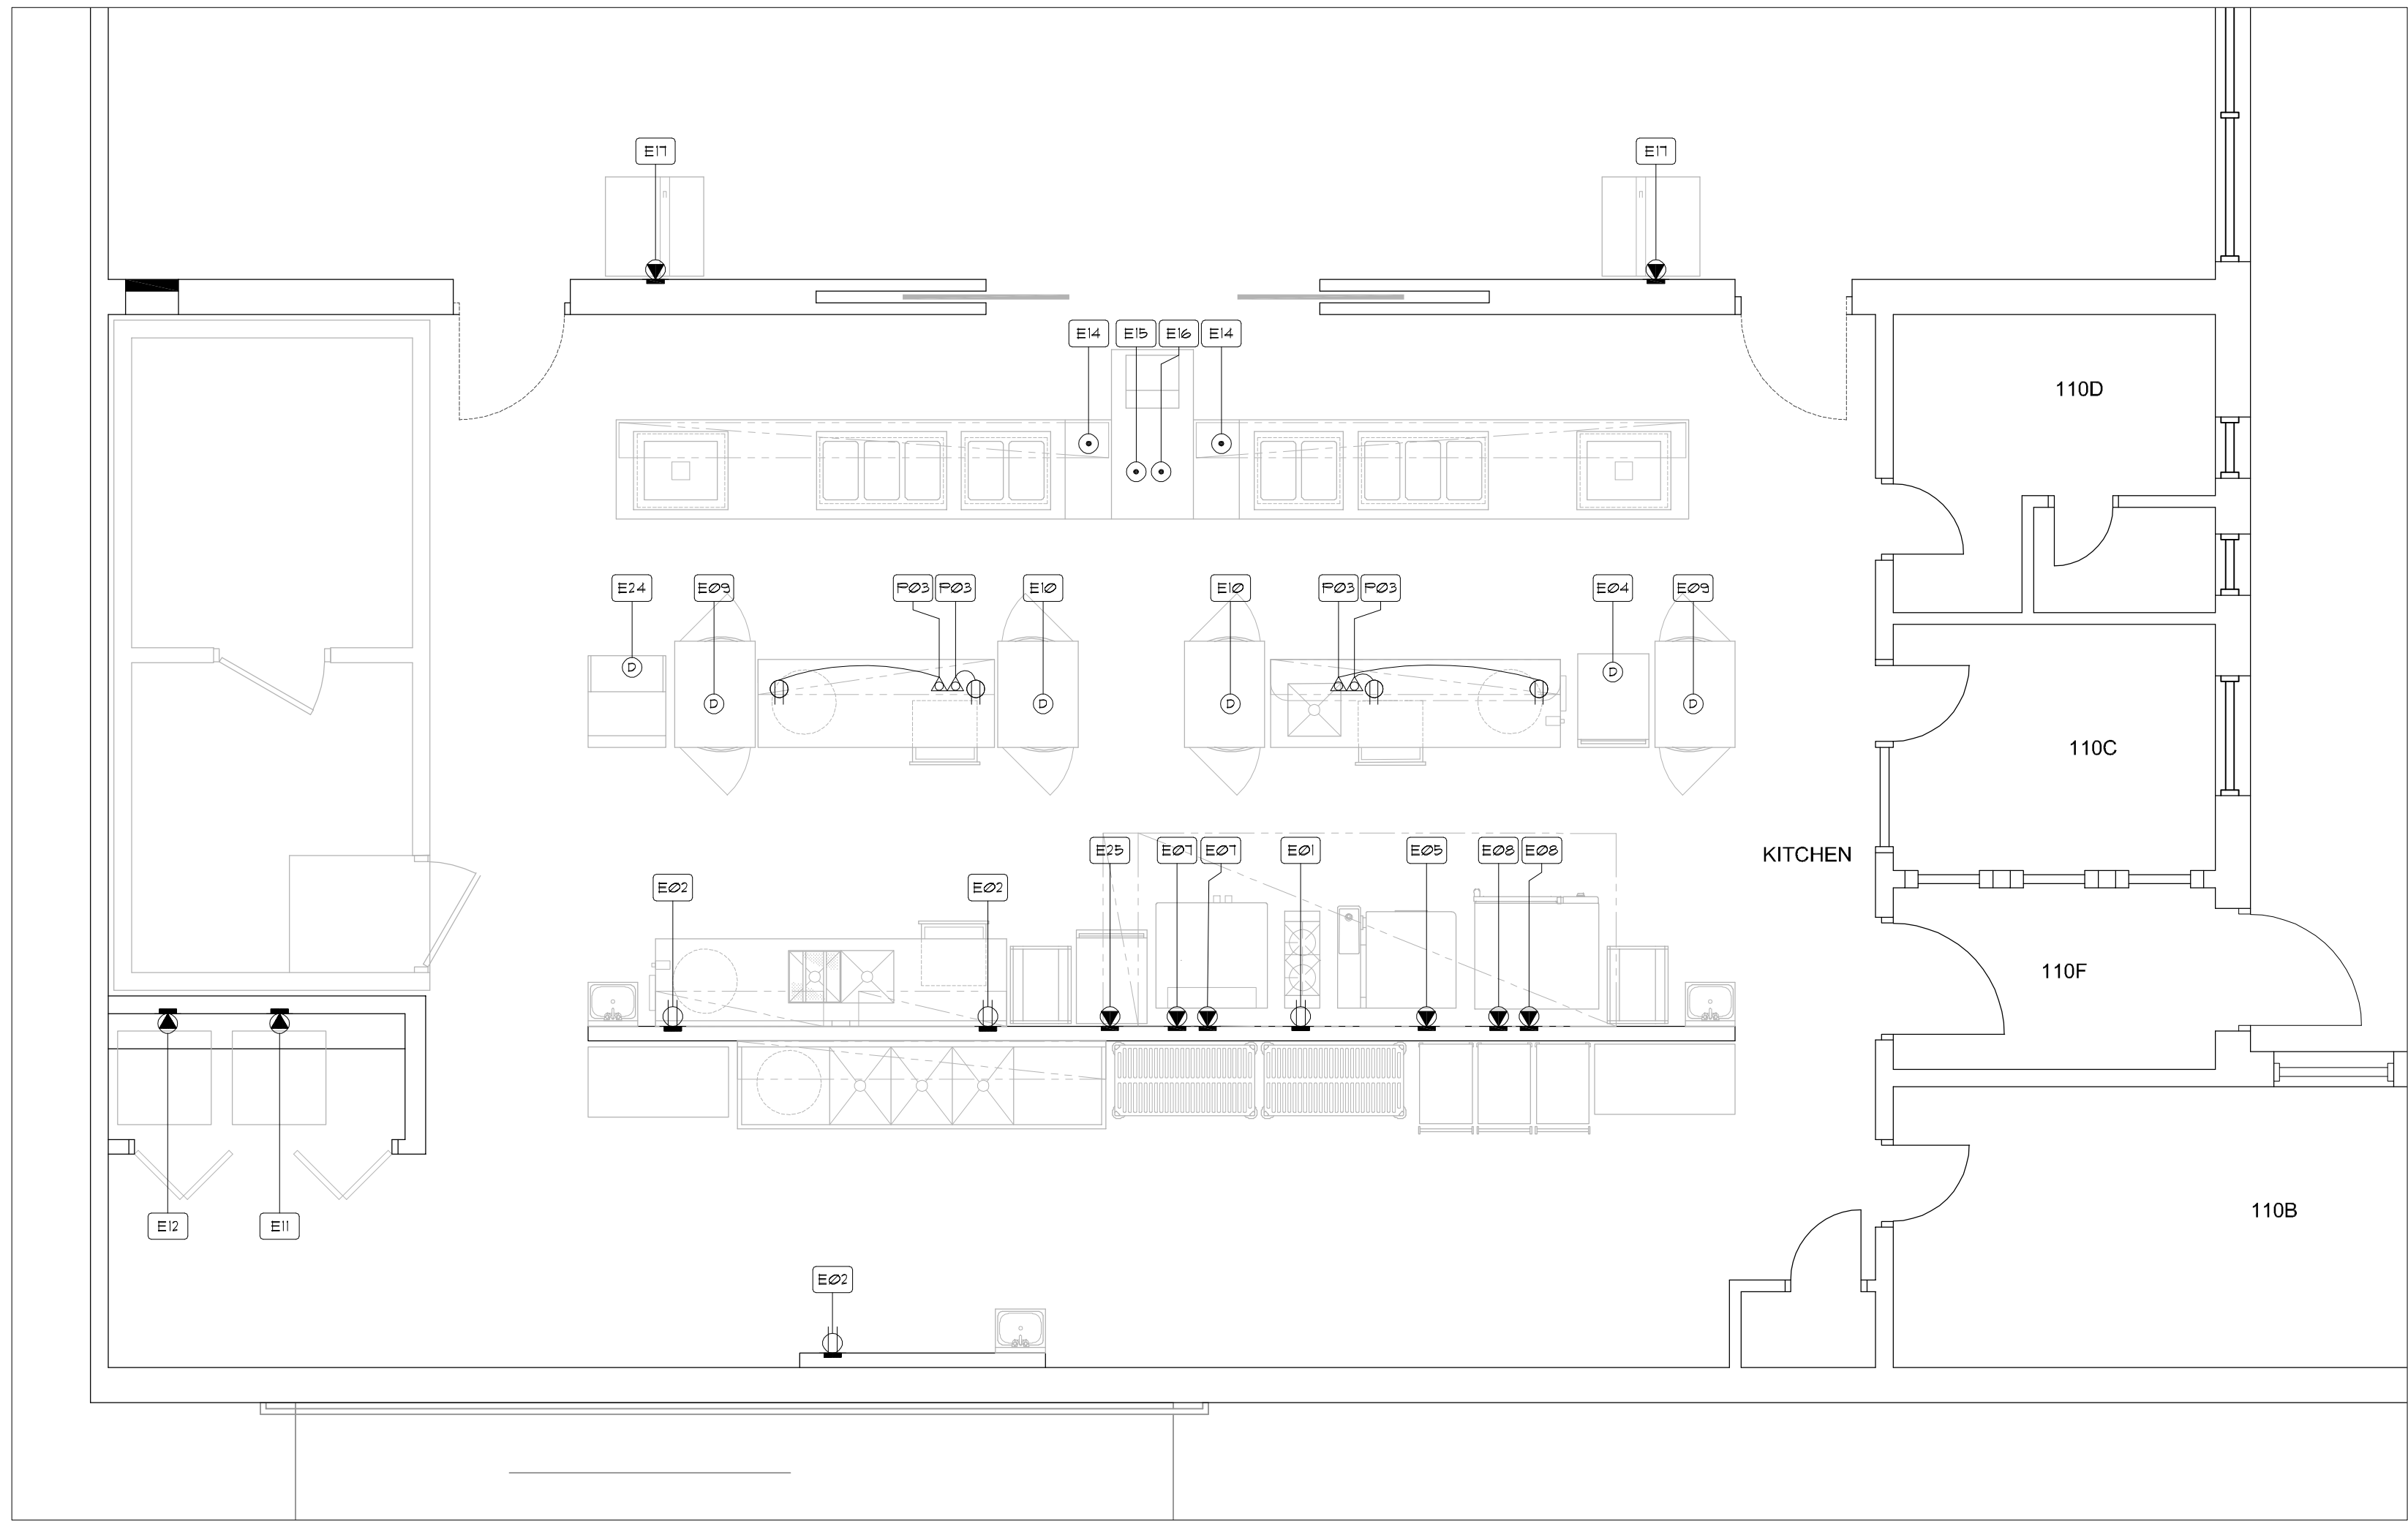 E17 E17
E14 E15 E16 E14
110D
E24 E09 P03 P03 E10 E10 P03 P03 E04 E09
D D D D D D
110C
E25 E07 E07 E01 E05 E08 E08
KITCHEN
E02 E02
110F
110B
E12 E11
E02